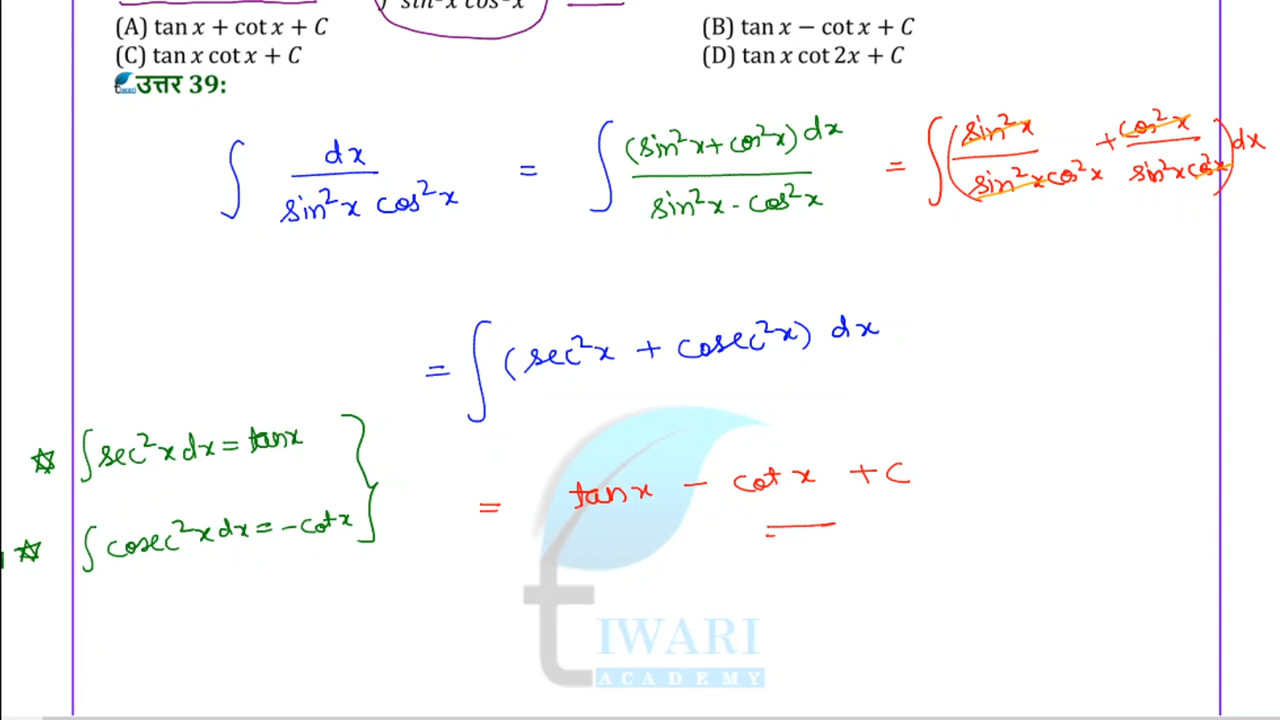 sin²x cos²x
(A) tan x + cot x + C (B) tan x − cot x + C
(C) tan x cot x + C (D) tan x cot 2x + C
उत्तर 39:
∫ dx / sin²x cos²x = ∫ (sin²x + cos²x) dx / sin²x - cos²x = ∫ ( sin²x / sin²x cos²x + cos²x / sin²x cos²x ) dx
= ∫ (sec²x + cosec²x) dx
☆ ∫ sec²x dx = tan x
= tan x − cot x + C
☆ ∫ cosec²x dx = − cot x
tIWARI
ACADEMY